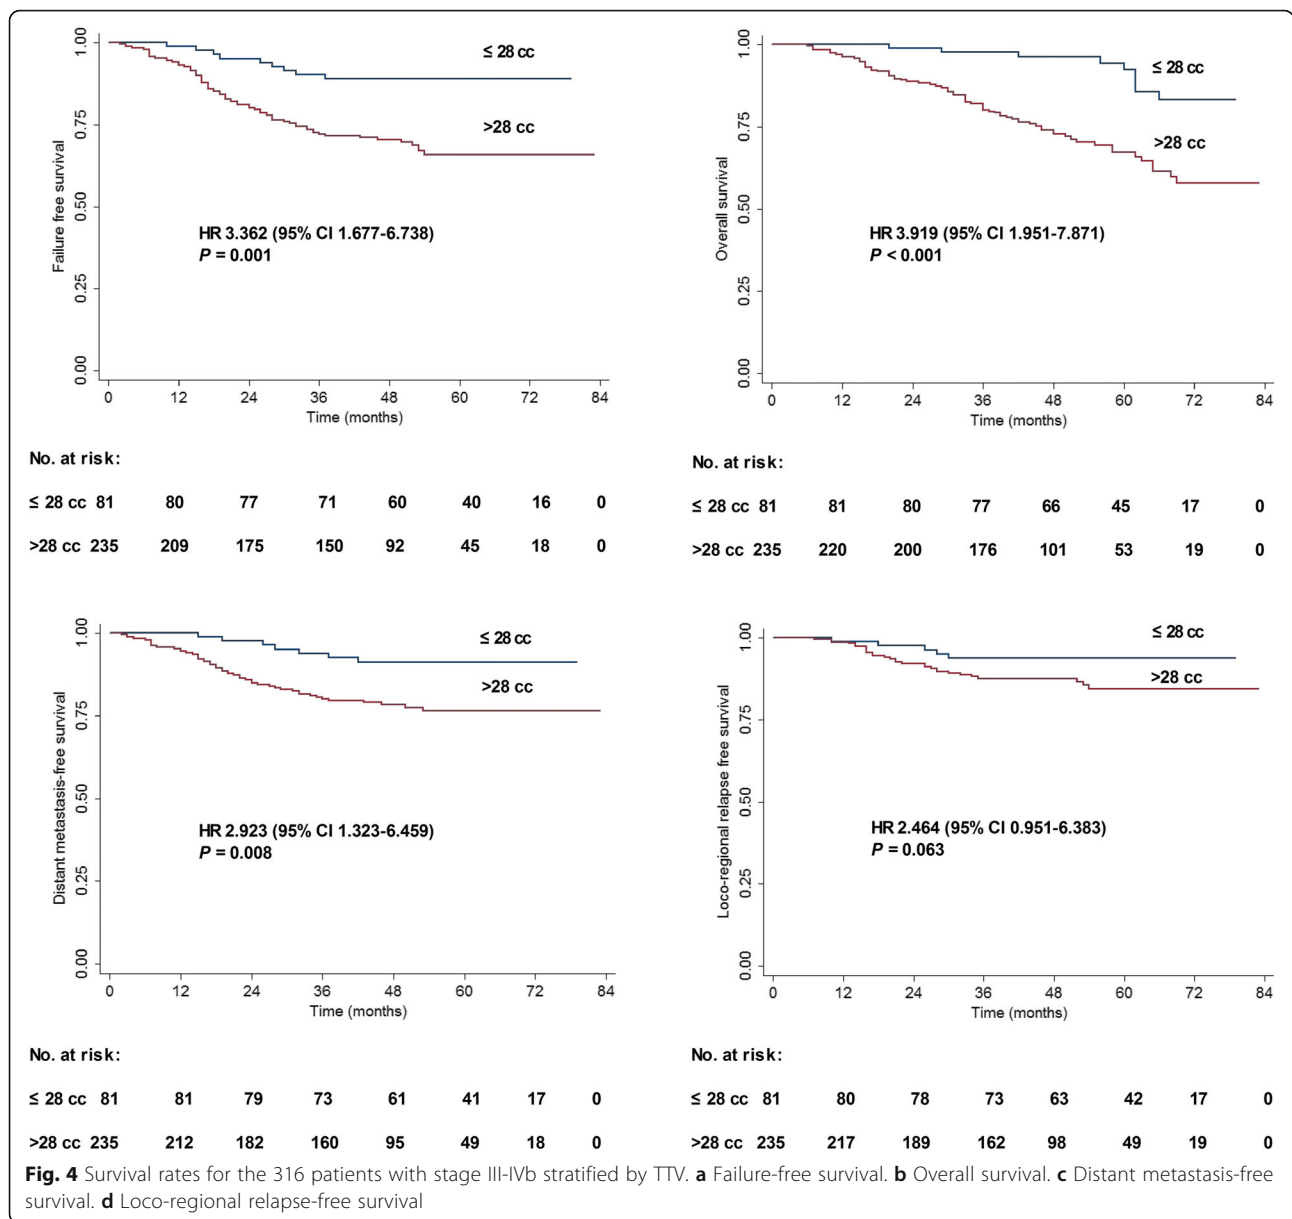 Failure free survival
1.00
0.75
0.50
0.25
0.00
≤ 28 cc
>28 cc
HR 3.362 (95% CI 1.677-6.738)
P = 0.001
0 12 24 36 48 60 72 84
Time (months)
No. at risk:
≤ 28 cc 81 80 77 71 60 40 16 0
>28 cc 235 209 175 150 92 45 18 0
Overall survival
1.00
0.75
0.50
0.25
0.00
≤ 28 cc
>28 cc
HR 3.919 (95% CI 1.951-7.871)
P < 0.001
0 12 24 36 48 60 72 84
Time (months)
No. at risk:
≤ 28 cc 81 81 80 77 66 45 17 0
>28 cc 235 220 200 176 101 53 19 0
Distant metastasis-free survival
1.00
0.75
0.50
0.25
0.00
≤ 28 cc
>28 cc
HR 2.923 (95% CI 1.323-6.459)
P = 0.008
0 12 24 36 48 60 72 84
Time (months)
No. at risk:
≤ 28 cc 81 81 79 73 61 41 17 0
>28 cc 235 212 182 160 95 49 18 0
Loco-regional relapse free survival
1.00
0.75
0.50
0.25
0.00
≤ 28 cc
>28 cc
HR 2.464 (95% CI 0.951-6.383)
P = 0.063
0 12 24 36 48 60 72 84
Time (months)
No. at risk:
≤ 28 cc 81 80 78 73 63 42 17 0
>28 cc 235 217 189 162 98 49 19 0
Fig. 4 Survival rates for the 316 patients with stage III-IVb stratified by TTV. a Failure-free survival. b Overall survival. c Distant metastasis-free
survival. d Loco-regional relapse-free survival